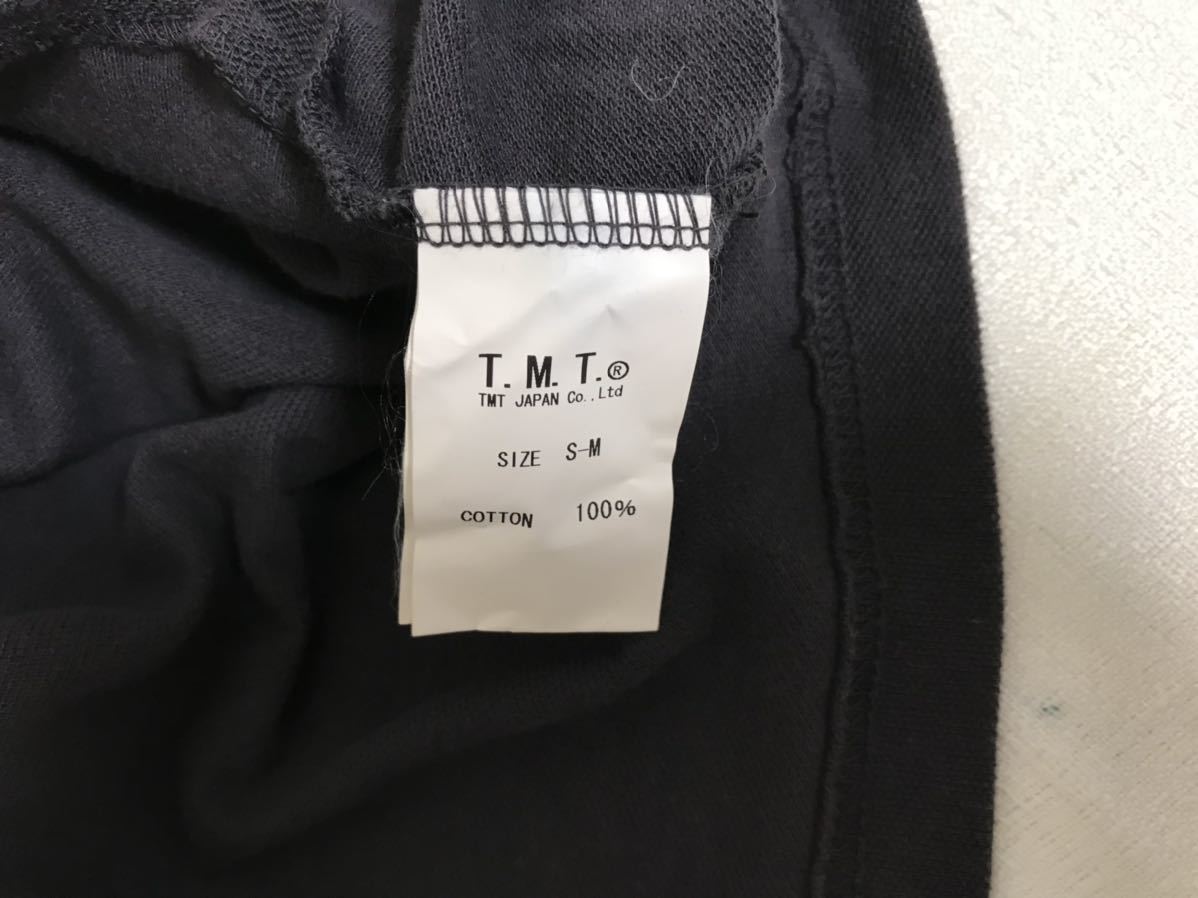 T.M.T.®
TMT JAPAN Co.,Ltd
SIZE S-M
COTTON 100%